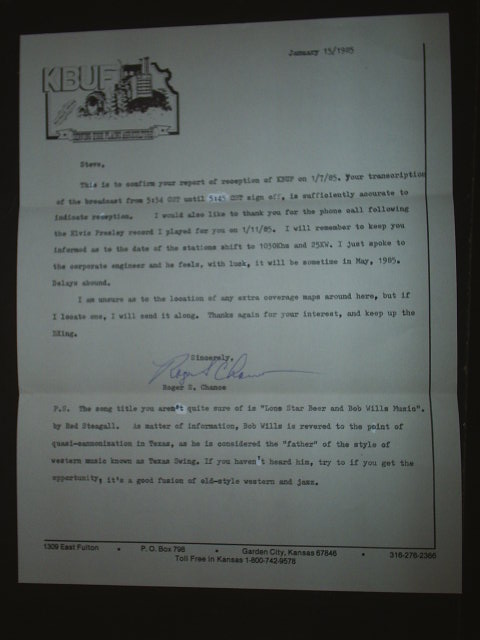 January 15/1985
KBUF
SERVING HIGH PLAINS AGRICULTURE
Steve,
This is to confirm your report of reception of KBUF on 1/7/85. Your transcription
of the broadcast from 5:34 CST until 5:45 CST sign off, is sufficiently accurate to
indicate reception. I would also like to thank you for the phone call following
the Elvis Presley record I played for you on 1/11/85. I will remember to keep you
informed as to the date of the stations shift to 1030Khz and 25KW. I just spoke to
the corporate engineer and he feels, with luck, it will be sometime in May, 1985.
Delays abound.
I am unsure as to the location of any extra coverage maps around here, but if
I locate one, I will send it along. Thanks again for your interest, and keep up the
DXing.
Sincerely,
Roger S Chance
Roger S. Chance
P.S. The song title you aren't quite sure of is "Lone Star Beer and Bob Wills Music",
by Red Steagall. As matter of information, Bob Wills is revered to the point of
quasi-cannonization in Texas, as he is considered the "father" of the style of
western music known as Texas Swing. If you haven't heard him, try to if you get the
opportunity; it's a good fusion of old-style western and jazz.
1309 East Fulton • P. O. Box 798 • Garden City, Kansas 67846 • 316-276-2366
Toll Free in Kansas 1-800-742-9578